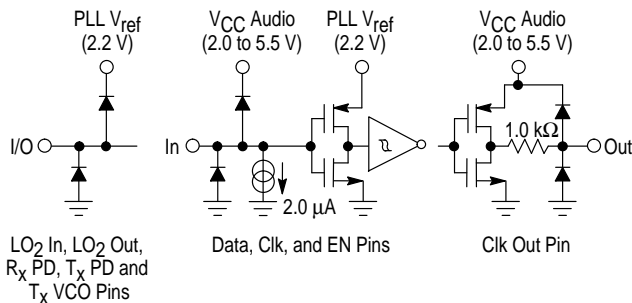 PLL Vref
(2.2 V)
VCC Audio
(2.0 to 5.5 V)
PLL Vref
(2.2 V)
VCC Audio
(2.0 to 5.5 V)
I/O
In
2.0 µA
1.0 kΩ
Out
LO2 In, LO2 Out,
RX PD, TX PD and
TX VCO Pins
Data, Clk, and EN Pins
Clk Out Pin